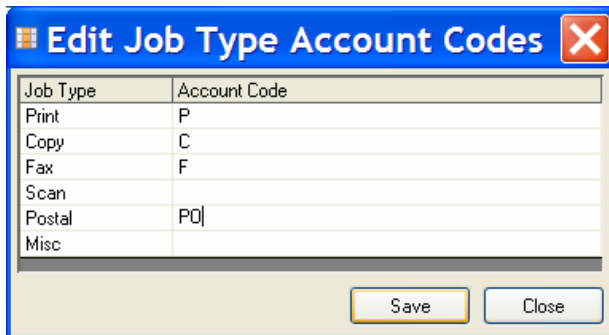 Edit Job Type Account Codes
Job Type Account Code
Print P
Copy C
Fax F
Scan
Postal PO
Misc
Save Close